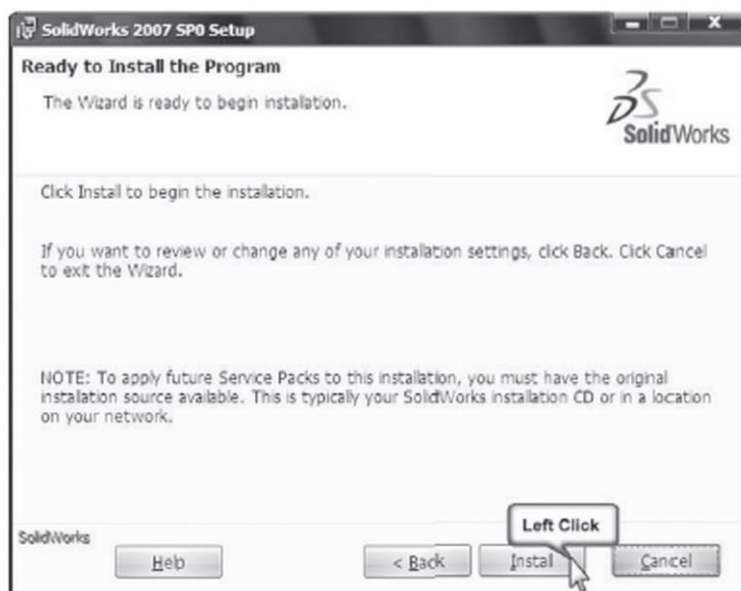 SolidWorks 2007 SP0 Setup
Ready to Install the Program
The Wizard is ready to begin installation.
SolidWorks
Click Install to begin the installation.
If you want to review or change any of your installation settings, click Back. Click Cancel
to exit the Wizard.
NOTE: To apply future Service Packs to this installation, you must have the original
installation source available. This is typically your SolidWorks installation CD or in a location
on your network.
Left Click
SolidWorks
Help
< Back
Install
Cancel